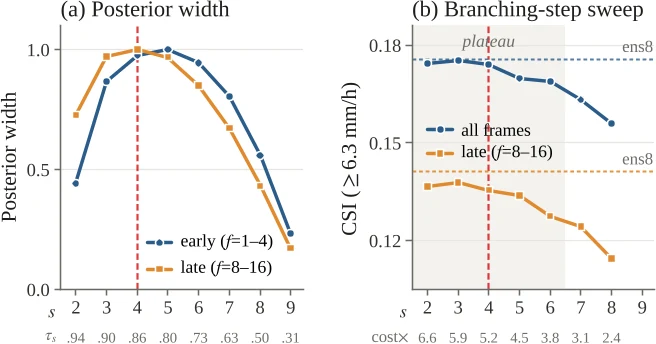 (a) Posterior width
Posterior width
1.0
0.5
0.0
early (f=1–4)
late (f=8–16)
s 2 3 4 5 6 7 8 9
τs .94 .90 .86 .80 .73 .63 .50 .31
(b) Branching-step sweep
CSI (≥6.3 mm/h)
0.18
0.15
0.12
plateau
ens8
all frames
late (f=8–16)
ens8
s 2 3 4 5 6 7 8 9
cost× 6.6 5.9 5.2 4.5 3.8 3.1 2.4